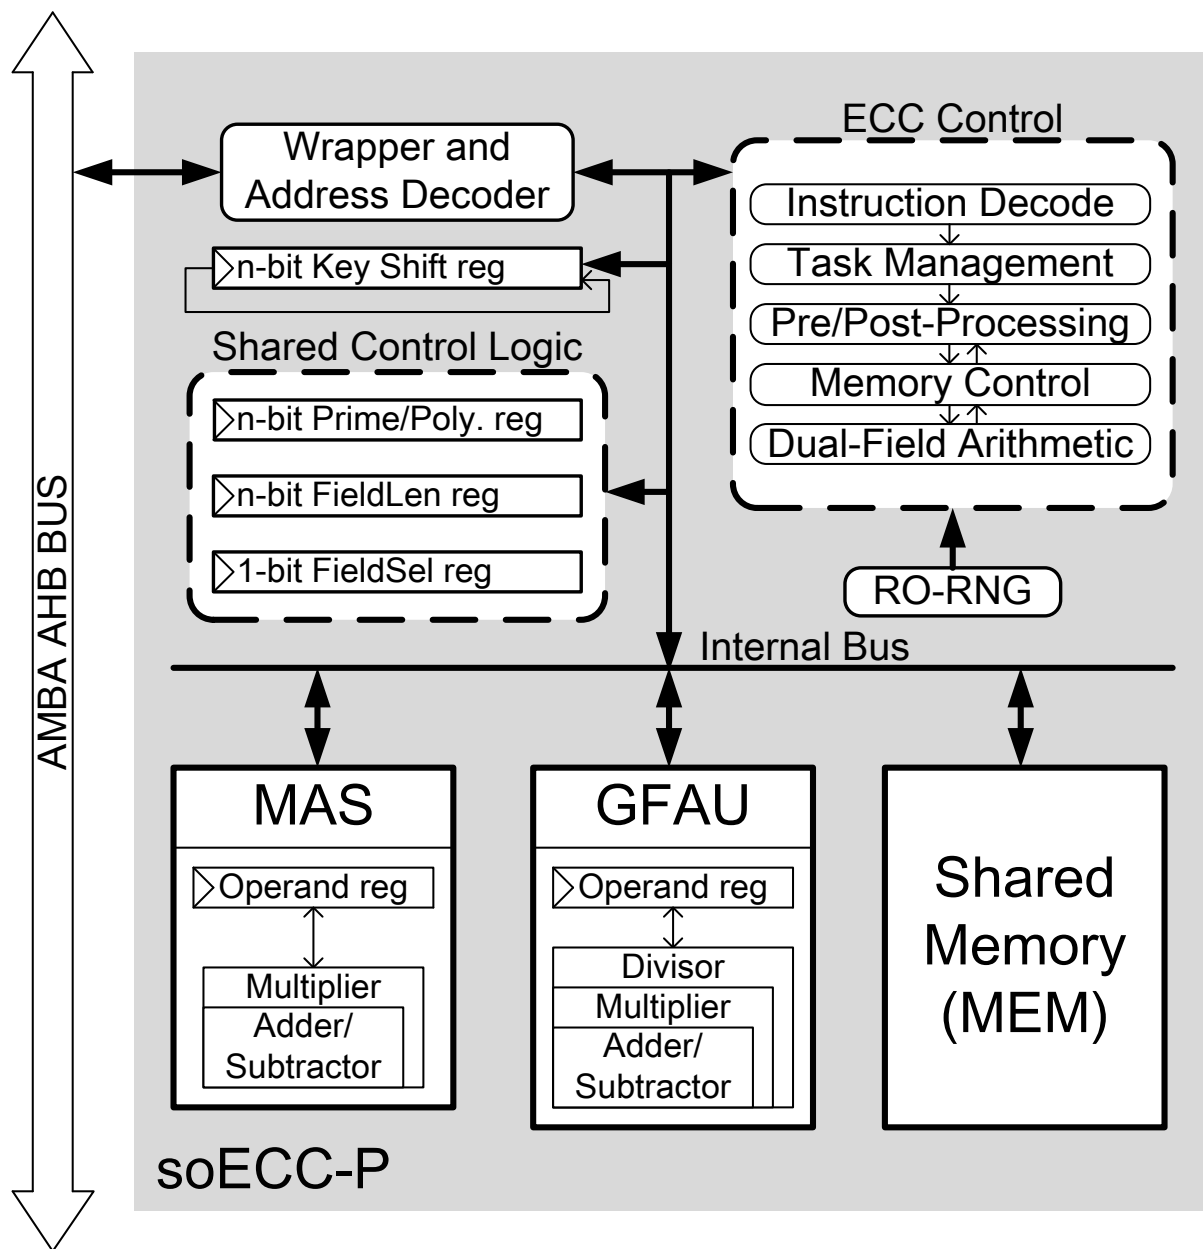 AMBA AHB BUS
Wrapper and
Address Decoder
n-bit Key Shift reg
Shared Control Logic
n-bit Prime/Poly. reg
n-bit FieldLen reg
1-bit FieldSel reg
ECC Control
Instruction Decode
Task Management
Pre/Post-Processing
Memory Control
Dual-Field Arithmetic
RO-RNG
Internal Bus
MAS
Operand reg
Multiplier
Adder/
Subtractor
GFAU
Operand reg
Divisor
Multiplier
Adder/
Subtractor
Shared
Memory
(MEM)
soECC-P